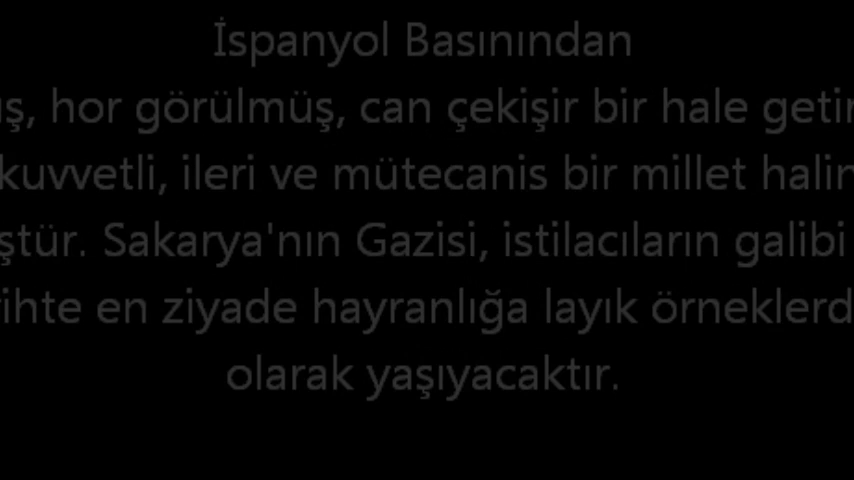 İspanyol Basınından
ş, hor görülmüş, can çekişir bir hale getir
kuvvetli, ileri ve mütecanis bir millet halin
ştür. Sakarya'nın Gazisi, istilacıların galibi
ihte en ziyade hayranlığa layık örneklerd
olarak yaşıyacaktır.